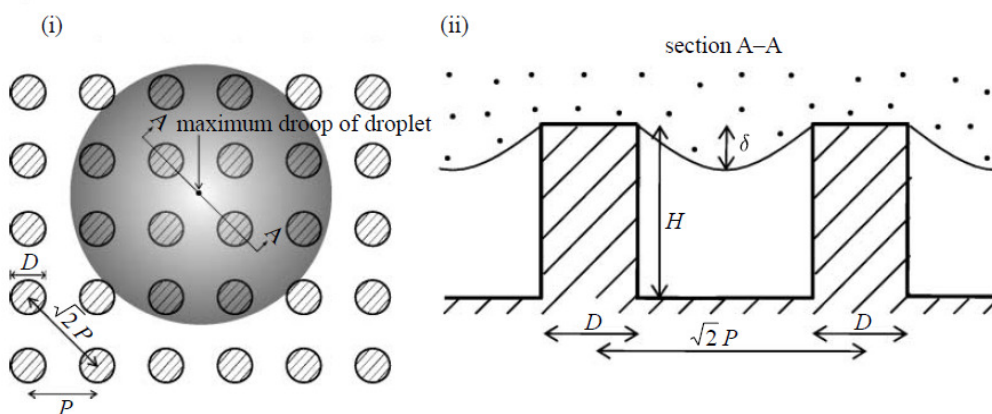 (i)
A
maximum droop of droplet
A
D
√2 P
P
(ii)
section A–A
δ
H
D
√2 P
D